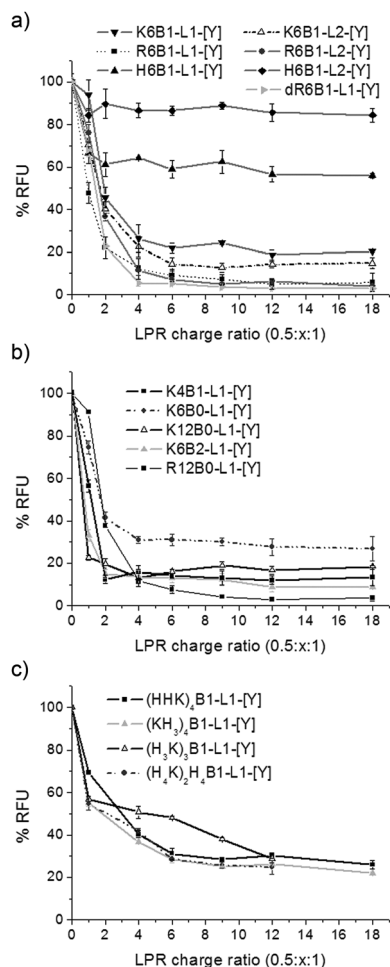 a)
K6B1-L1-[Y] K6B1-L2-[Y]
R6B1-L1-[Y] R6B1-L2-[Y]
H6B1-L1-[Y] H6B1-L2-[Y]
dR6B1-L1-[Y]
% RFU
100
80
60
40
20
0
0 2 4 6 8 10 12 14 16 18
LPR charge ratio (0.5:x:1)
b)
K4B1-L1-[Y]
K6B0-L1-[Y]
K12B0-L1-[Y]
K6B2-L1-[Y]
R12B0-L1-[Y]
% RFU
100
80
60
40
20
0
0 2 4 6 8 10 12 14 16 18
LPR charge ratio (0.5:x:1)
c)
(HHK)₄B1-L1-[Y]
(KH₃)₄B1-L1-[Y]
(H₃K)₃B1-L1-[Y]
(H₄K)₂H₄B1-L1-[Y]
% RFU
100
80
60
40
20
0
0 2 4 6 8 10 12 14 16 18
LPR charge ratio (0.5:x:1)